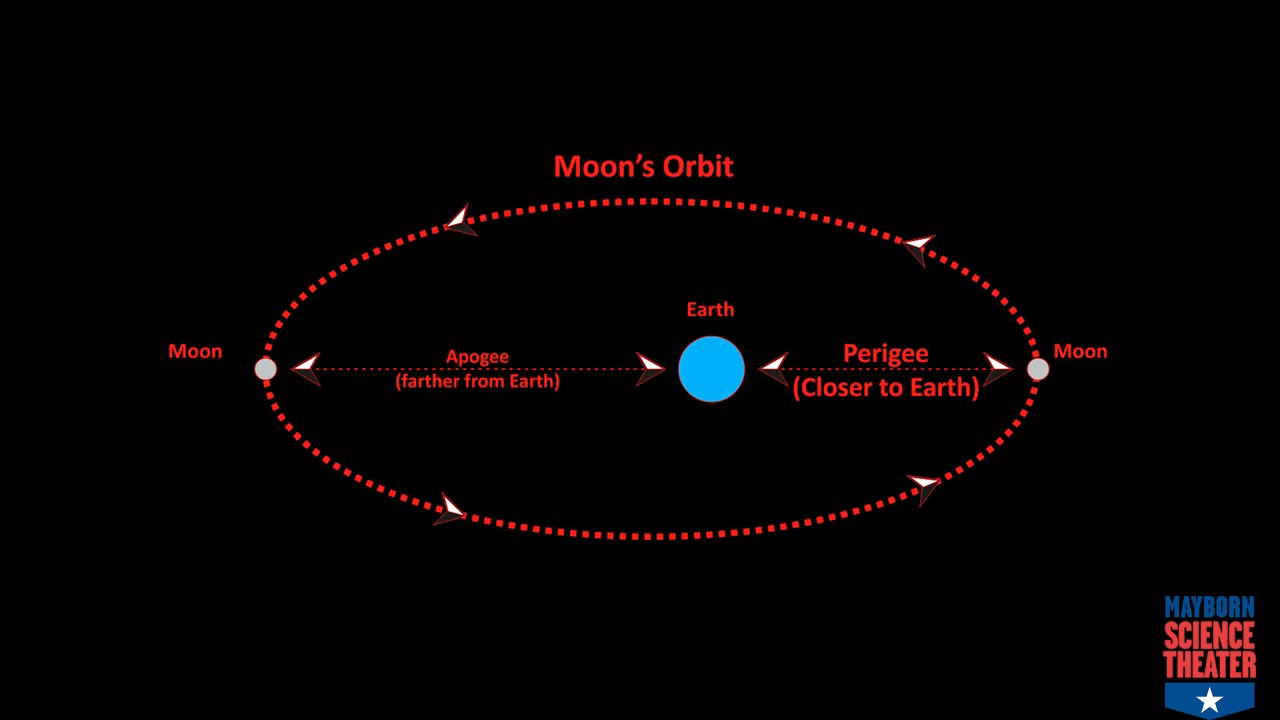 Moon's Orbit
Earth
Moon
Apogee
(farther from Earth)
Perigee
(Closer to Earth)
Moon
MAYBORN
SCIENCE
THEATER